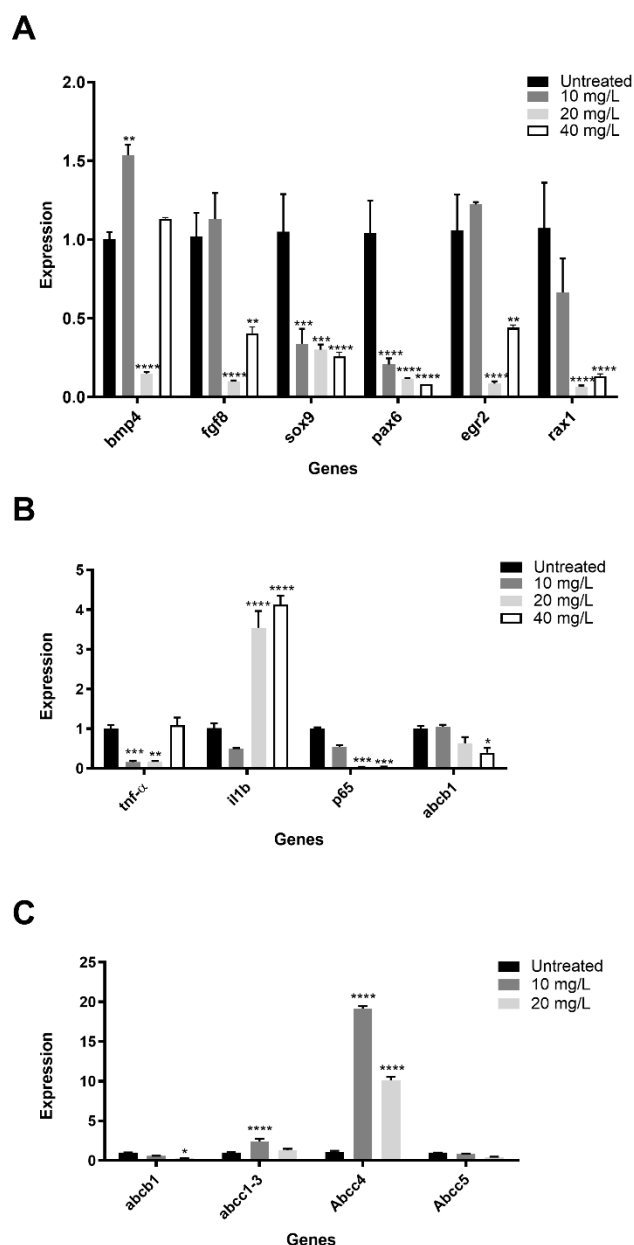 A
Untreated
10 mg/L
20 mg/L
40 mg/L
2.0
1.5
1.0
0.5
0.0
Expression
** **** **** ** *** *** **** **** **** **** **** ** **** ****
bmp4 fgf8 sox9 pax6 egr2 rax1
Genes
B
Untreated
10 mg/L
20 mg/L
40 mg/L
5
4
3
2
1
0
Expression
*** ** **** **** *** *** *
tnf-α il1b p65 abcb1
Genes
C
Untreated
10 mg/L
20 mg/L
25
20
15
10
5
0
Expression
* **** **** ****
abcb1 abcc1-3 Abcc4 Abcc5
Genes